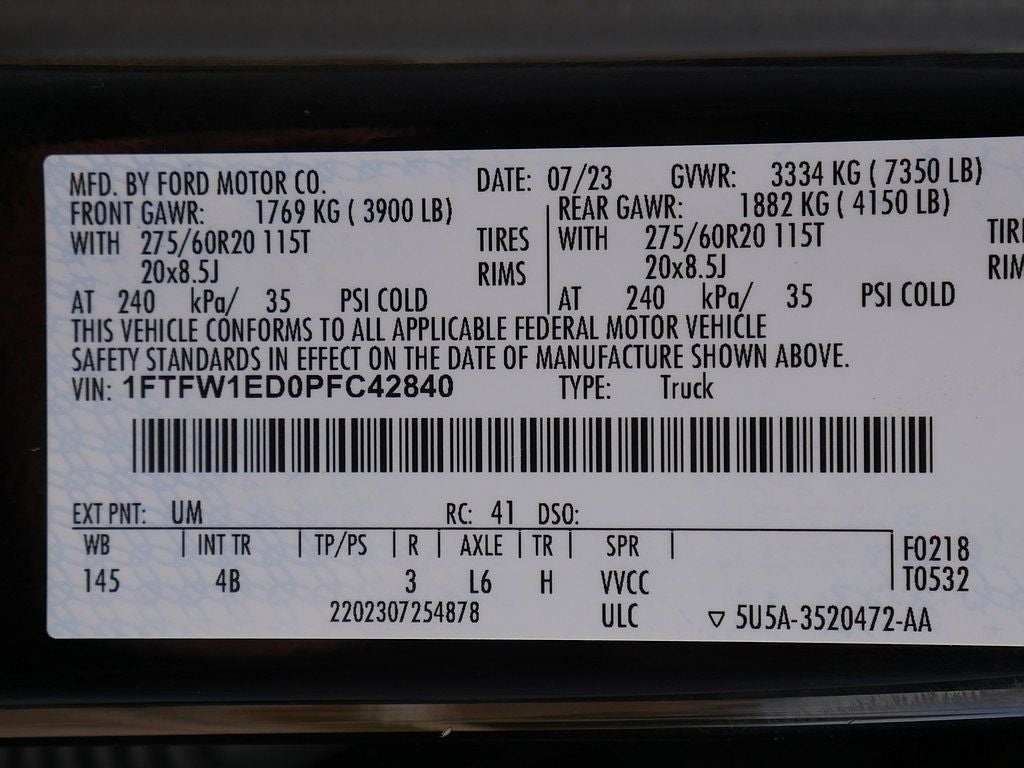 MFD. BY FORD MOTOR CO. DATE: 07/23 GVWR: 3334 KG ( 7350 LB)
FRONT GAWR: 1769 KG ( 3900 LB) REAR GAWR: 1882 KG ( 4150 LB)
WITH 275/60R20 115T TIRES WITH 275/60R20 115T TIR
20x8.5J RIMS 20x8.5J RIM
AT 240 kPa/ 35 PSI COLD AT 240 kPa/ 35 PSI COLD
THIS VEHICLE CONFORMS TO ALL APPLICABLE FEDERAL MOTOR VEHICLE
SAFETY STANDARDS IN EFFECT ON THE DATE OF MANUFACTURE SHOWN ABOVE.
VIN: 1FTFW1ED0PFC42840 TYPE: Truck
EXT PNT: UM RC: 41 DSO:
WB INT TR TP/PS R AXLE TR SPR F0218
145 4B 3 L6 H VVCC T0532
2202307254878 ULC ▽ 5U5A-3520472-AA